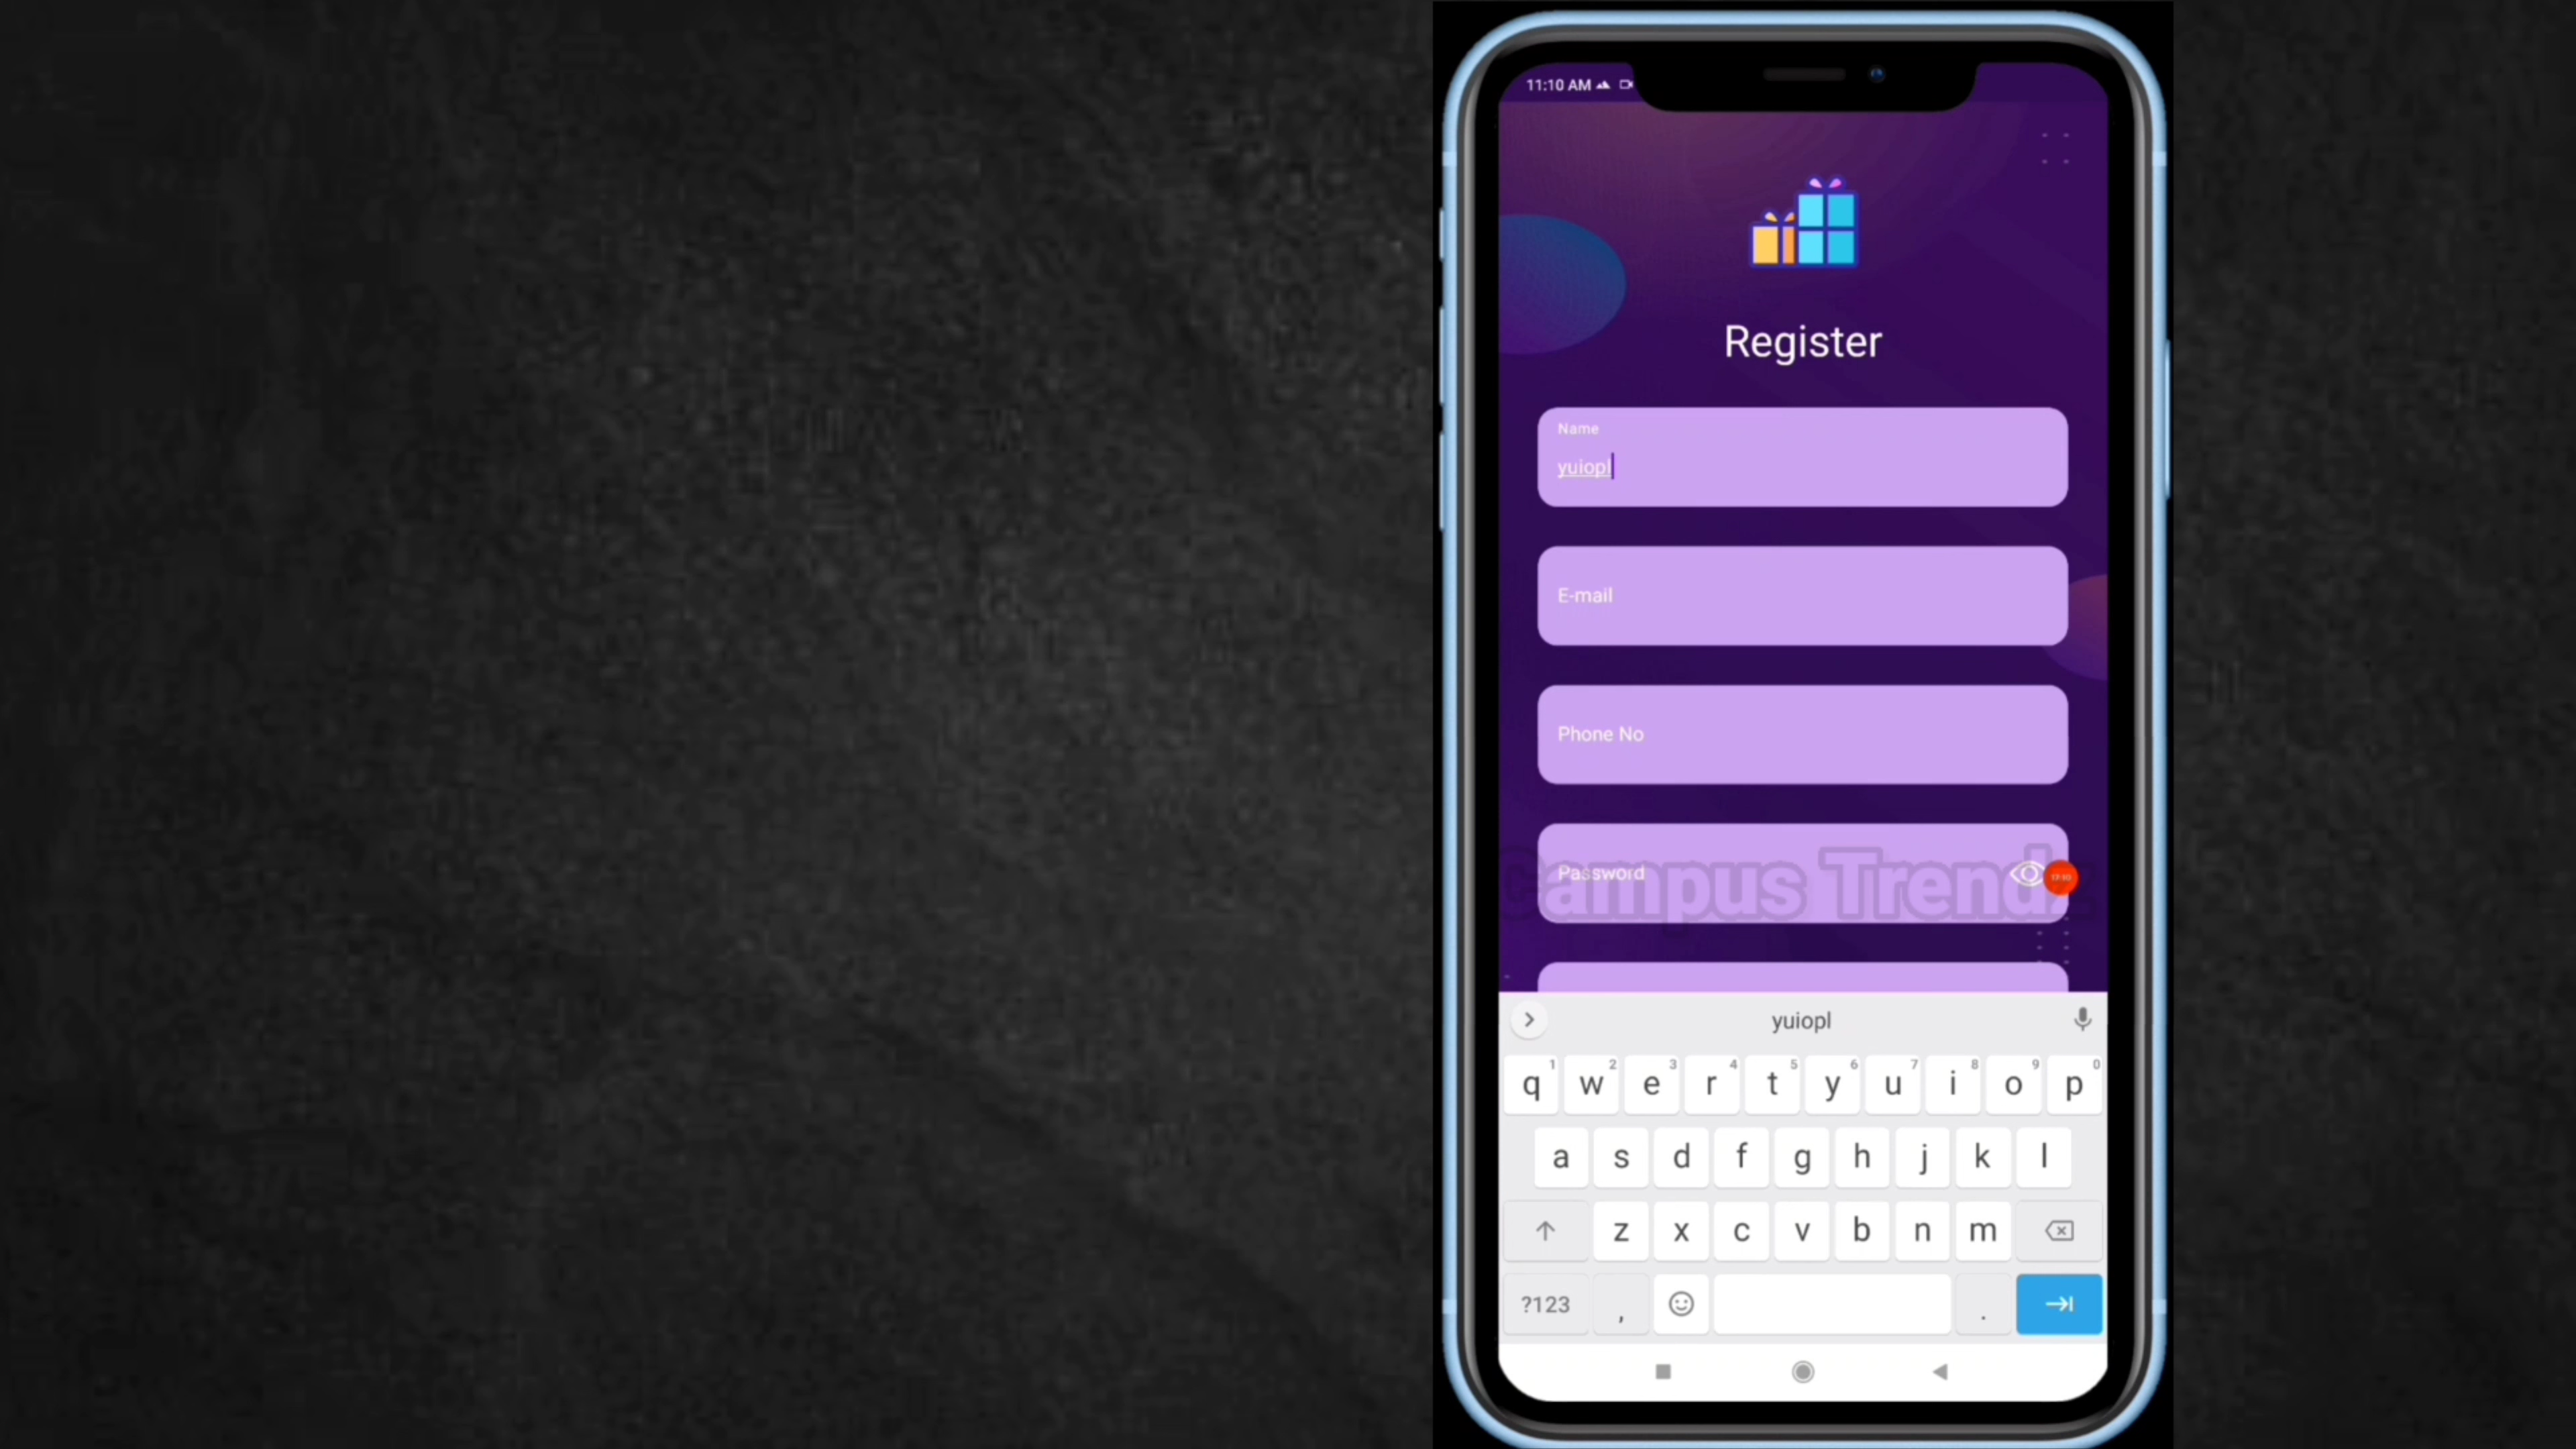 11:10 AM
Register
Name
yuiopl
E-mail
Phone No
Password
Campus Trendz
yuiopl
q 1 w 2 e 3 r 4 t 5 y 6 u 7 i 8 o 9 p 0
a s d f g h j k l
z x c v b n m
?123 , .